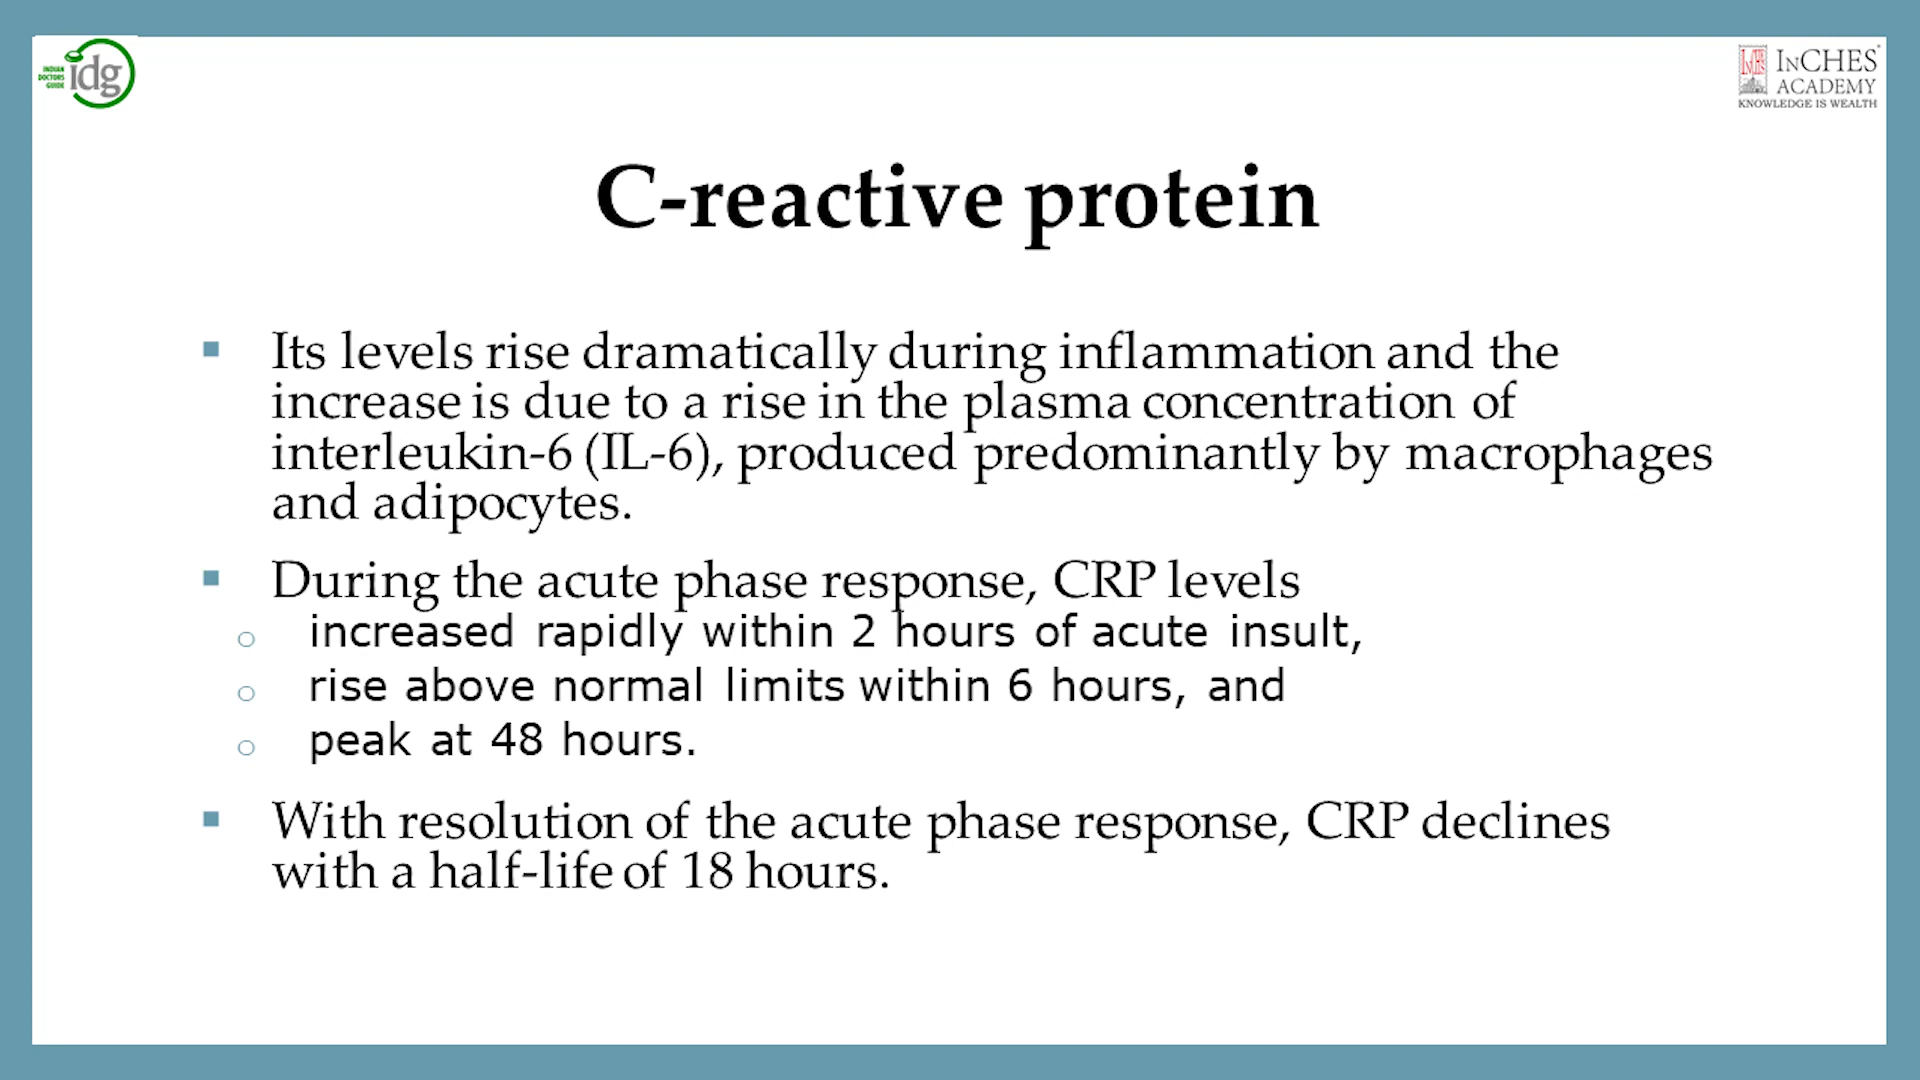 INDIAN
DOCTORS
GUIDE
idg
INCHES
ACADEMY
KNOWLEDGE IS WEALTH
C-reactive protein
Its levels rise dramatically during inflammation and the
increase is due to a rise in the plasma concentration of
interleukin-6 (IL-6), produced predominantly by macrophages
and adipocytes.
During the acute phase response, CRP levels
increased rapidly within 2 hours of acute insult,
rise above normal limits within 6 hours, and
peak at 48 hours.
With resolution of the acute phase response, CRP declines
with a half-life of 18 hours.